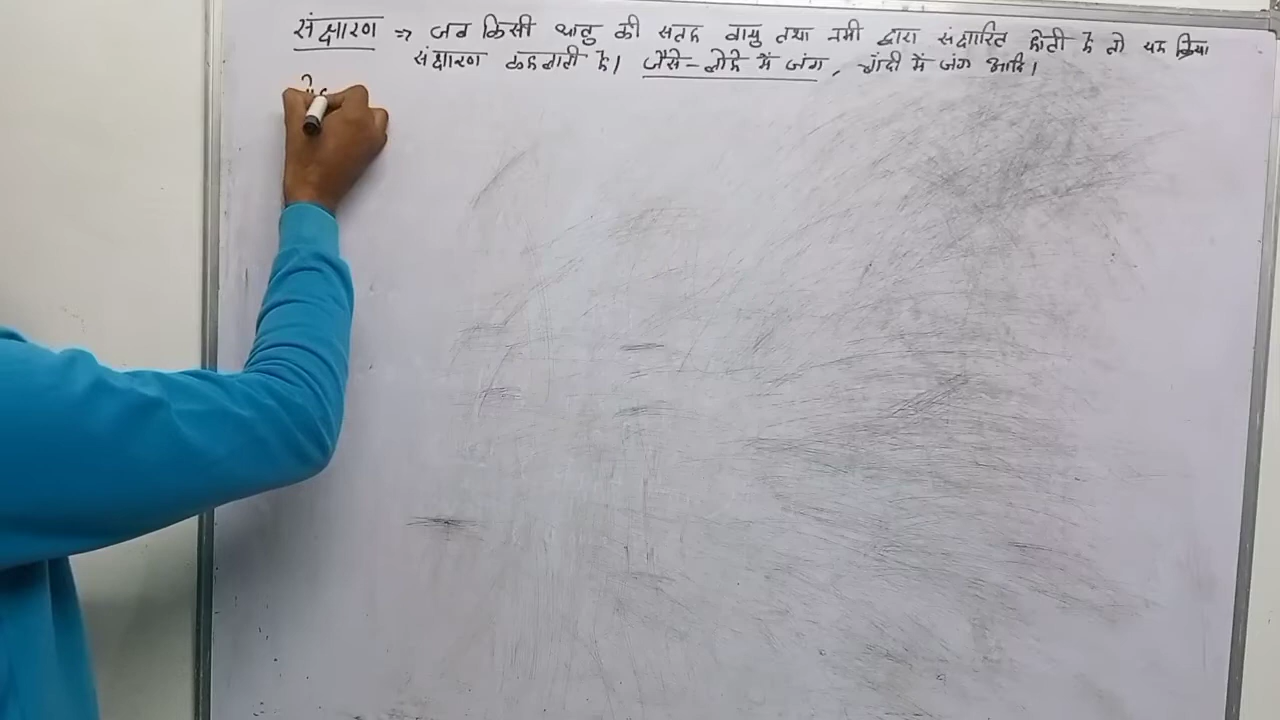 संक्षारण ⇒ जब किसी धातु की सतह वायु तथा नमी द्वारा संक्षारित होती है तो यह क्रिया
संक्षारण कहलाती है। जैसे - लोहे में जंग, चांदी में जंग आदि।